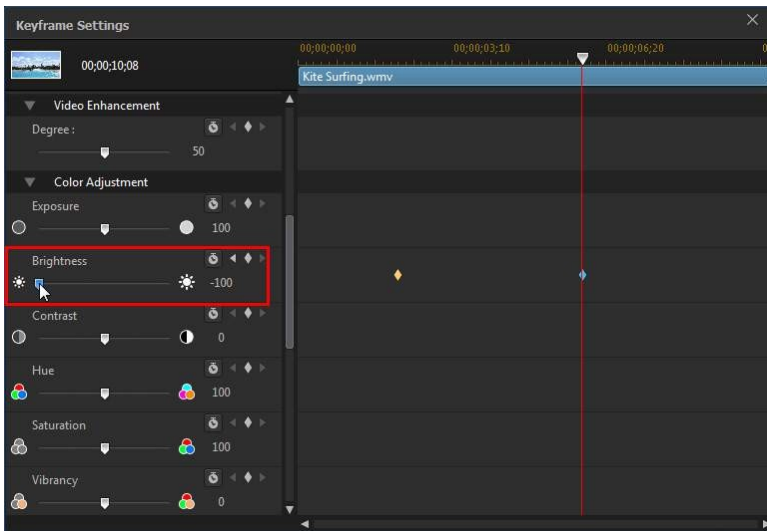 Keyframe Settings
00;00;10;08
00;00;00;00 00;00;03;10 00;00;06;20
Kite Surfing.wmv
Video Enhancement
Degree :
50
Color Adjustment
Exposure
100
Brightness
-100
Contrast
0
Hue
100
Saturation
100
Vibrancy
0